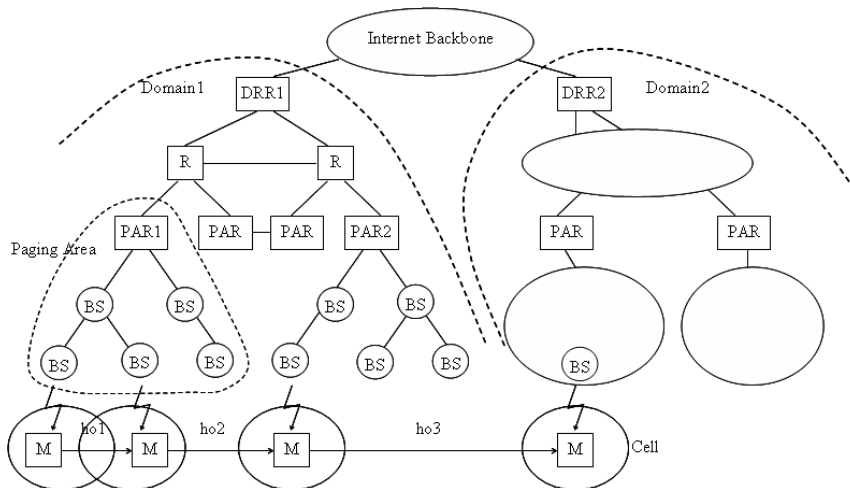 Internet Backbone
Domain1
DRR1
DRR2
Domain2
R
R
PAR1
PAR
PAR
PAR2
PAR
PAR
Paging Area
BS
BS
BS
BS
BS
BS
BS
BS
BS
BS
BS
ho1
ho2
ho3
M
M
M
M
Cell